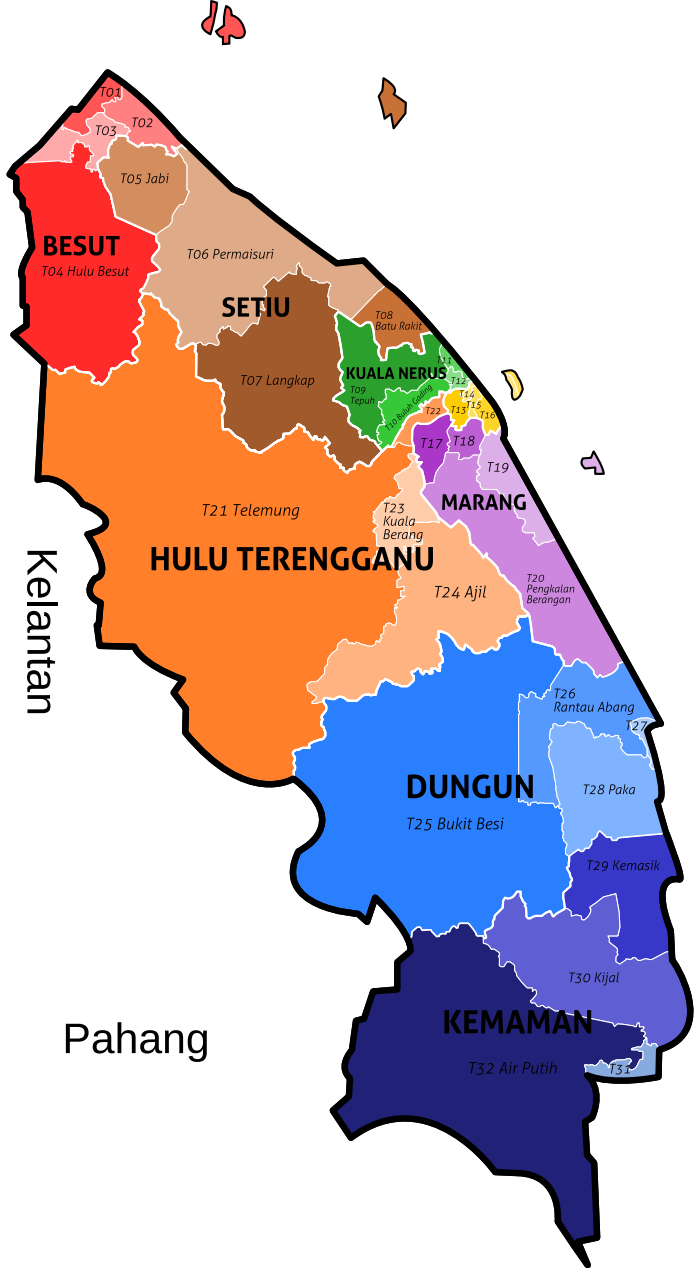 T01
T02
T03
T05 Jabi
BESUT
T04 Hulu Besut
T06 Permaisuri
SETIU
T08
Batu Rakit
T07 Langkap
KUALA NERUS
T09
Tepuh
T10 Buluh Gading
T11
T12
T14
T13
T15
T16
T22
T17
T18
T19
MARANG
T21 Telemung
T23
Kuala
Berang
HULU TERENGGANU
T24 Ajil
T20
Pengkalan
Berangan
Kelantan
T26
Rantau Abang
T27
DUNGUN
T28 Paka
T25 Bukit Besi
T29 Kemasik
T30 Kijal
KEMAMAN
Pahang
T32 Air Putih
T31